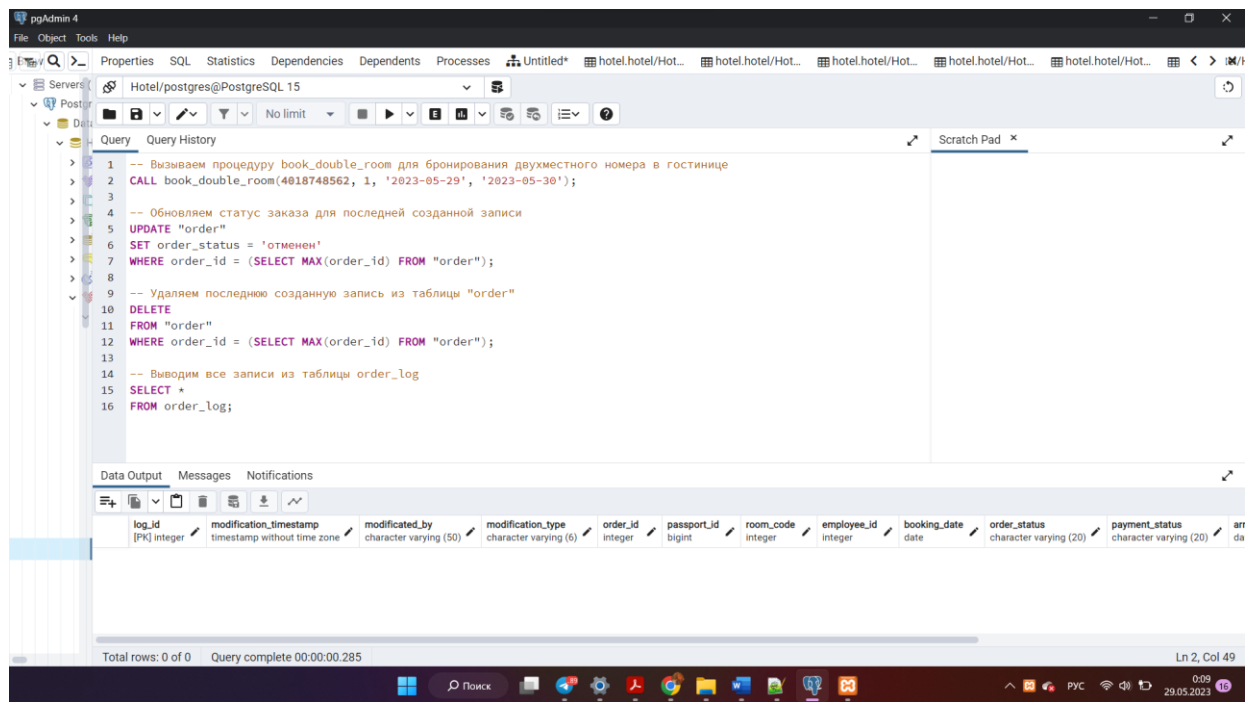 pgAdmin 4
File Object Tools Help
Properties SQL Statistics Dependencies Dependents Processes Untitled* hotel.hotel/Hot... hotel.hotel/Hot... hotel.hotel/Hot... hotel.hotel/Hot... hotel.hotel/Hot...
Servers (
Hotel/postgres@PostgreSQL 15
No limit
Query Query History
Scratch Pad
1 -- Вызываем процедуру book_double_room для бронирования двухместного номера в гостинице
2 CALL book_double_room(4018748562, 1, '2023-05-29', '2023-05-30');
3
4 -- Обновляем статус заказа для последней созданной записи
5 UPDATE "order"
6 SET order_status = 'отменен'
7 WHERE order_id = (SELECT MAX(order_id) FROM "order");
8
9 -- Удаляем последнюю созданную запись из таблицы "order"
10 DELETE
11 FROM "order"
12 WHERE order_id = (SELECT MAX(order_id) FROM "order");
13
14 -- Выводим все записи из таблицы order_log
15 SELECT *
16 FROM order_log;
Data Output Messages Notifications
log_id modification_timestamp modificated_by modification_type order_id passport_id room_code employee_id booking_date order_status payment_status
[PK] integer timestamp without time zone character varying (50) character varying (6) integer bigint integer integer date character varying (20) character varying (20)
Total rows: 0 of 0 Query complete 00:00:00.285 Ln 2, Col 49
Поиск
РУС
0:09
29.05.2023
16